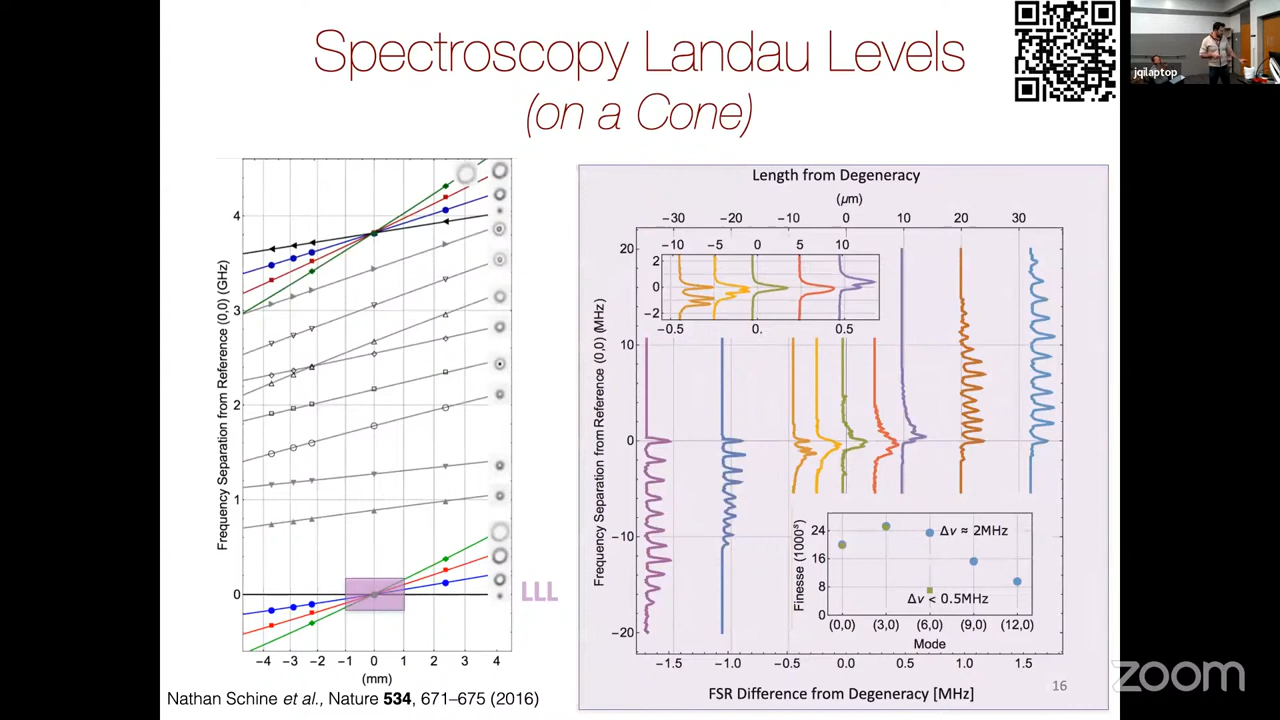 Spectroscopy Landau Levels
(on a Cone)
jqilaptop
Frequency Separation from Reference (0,0) (GHz)
4
3
2
1
0
LLL
−4 −3 −2 −1 0 1 2 3 4
(mm)
Nathan Schine et al., Nature 534, 671–675 (2016)
Length from Degeneracy
(μm)
−30 −20 −10 0 10 20 30
Frequency Separation from Reference (0,0) (MHz)
20
10
0
−10
−20
−10 −5 0 5 10
2
0
−2
−0.5 0. 0.5
Finesse (1000s)
24
16
8
0
Δν ≈ 2MHz
Δν < 0.5MHz
(0,0) (3,0) (6,0) (9,0) (12,0)
Mode
−1.5 −1.0 −0.5 0.0 0.5 1.0 1.5
FSR Difference from Degeneracy [MHz]
16
zoom